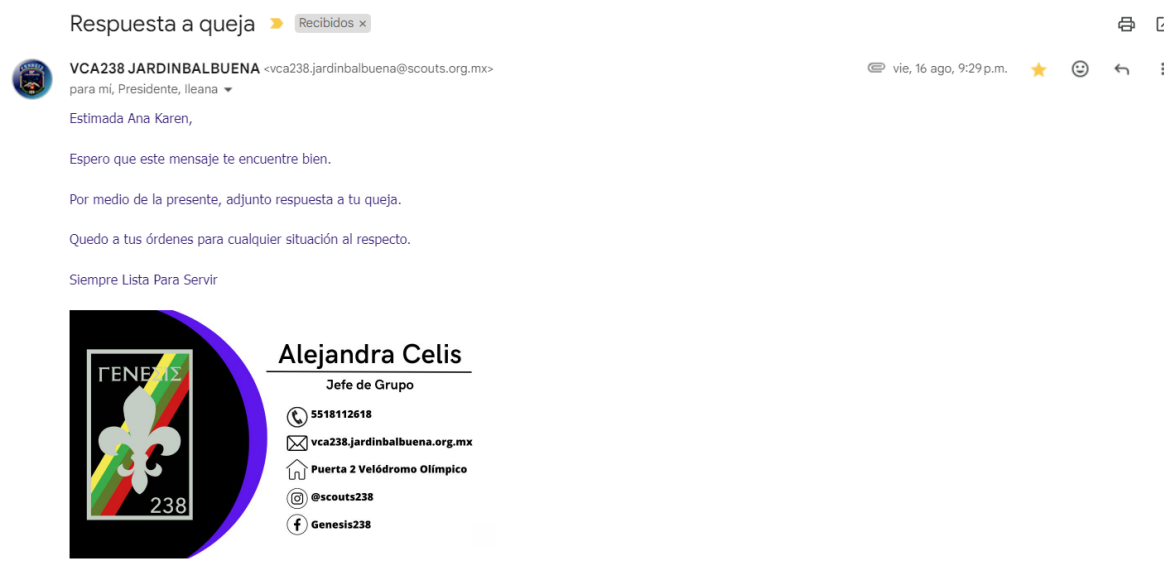 Respuesta a queja
Recibidos ×
VCA238 JARDINBALBUENA <vca238.jardinbalbuena@scouts.org.mx>
vie, 16 ago, 9:29 p.m.
para mí, Presidente, Ileana
Estimada Ana Karen,
Espero que este mensaje te encuentre bien.
Por medio de la presente, adjunto respuesta a tu queja.
Quedo a tus órdenes para cualquier situación al respecto.
Siempre Lista Para Servir
ΓENEΣIΣ
238
Alejandra Celis
Jefe de Grupo
5518112618
vca238.jardinbalbuena.org.mx
Puerta 2 Velódromo Olímpico
@scouts238
Genesis238